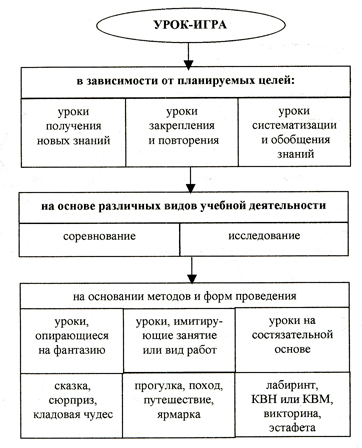 УРОК-ИГРА
в зависимости от планируемых целей:
уроки
получения
новых знаний
уроки
закрепления
и повторения
уроки
систематизации
и обобщения
знаний
на основе различных видов учебной деятельности
соревнование
исследование
на основании методов и форм проведения
уроки,
опирающиеся
на фантазию
уроки, имитиру-
ющие занятие
или вид работ
уроки на
состязательной
основе
сказка,
сюрприз,
кладовая чудес
прогулка, поход,
путешествие,
ярмарка
лабиринт,
КВН или КВМ,
викторина,
эстафета